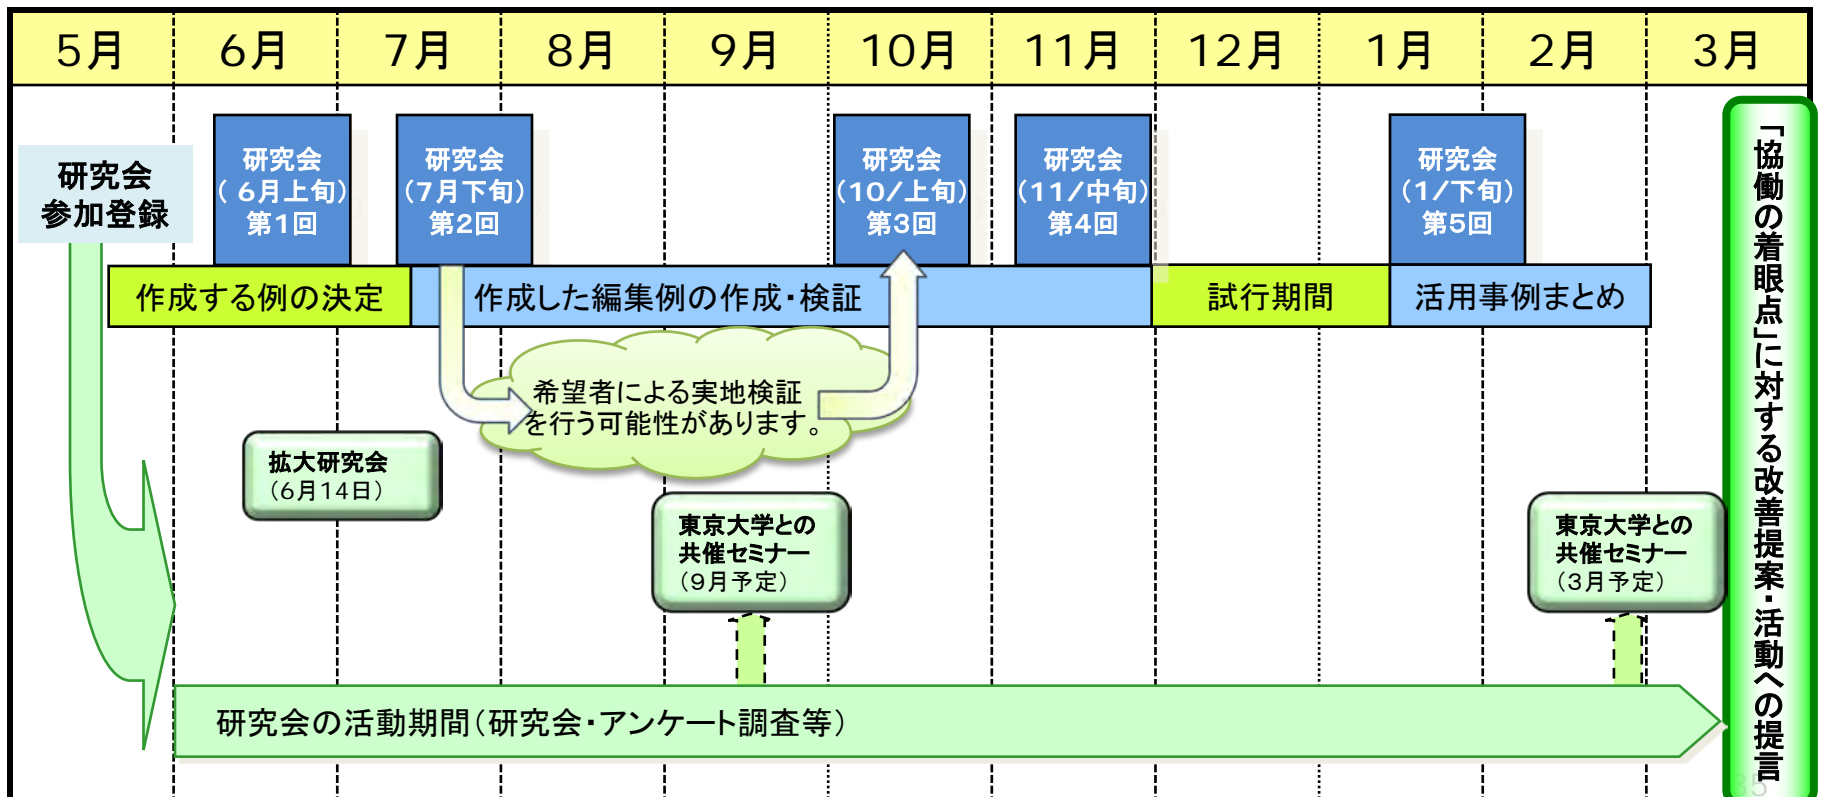 5月 6月 7月 8月 9月 10月 11月 12月 1月 2月 3月
研究会
参加登録
研究会
( 6月上旬)
第1回
研究会
(7月下旬)
第2回
研究会
(10/上旬)
第3回
研究会
(11/中旬)
第4回
研究会
(1/下旬)
第5回
作成する例の決定
作成した編集例の作成・検証
試行期間
活用事例まとめ
希望者による実地検証
を行う可能性があります。
拡大研究会
(6月14日)
東京大学との
共催セミナー
(9月予定)
東京大学との
共催セミナー
(3月予定)
研究会の活動期間(研究会・アンケート調査等)
「協働の着眼点」に対する改善提案・活動への提言
35